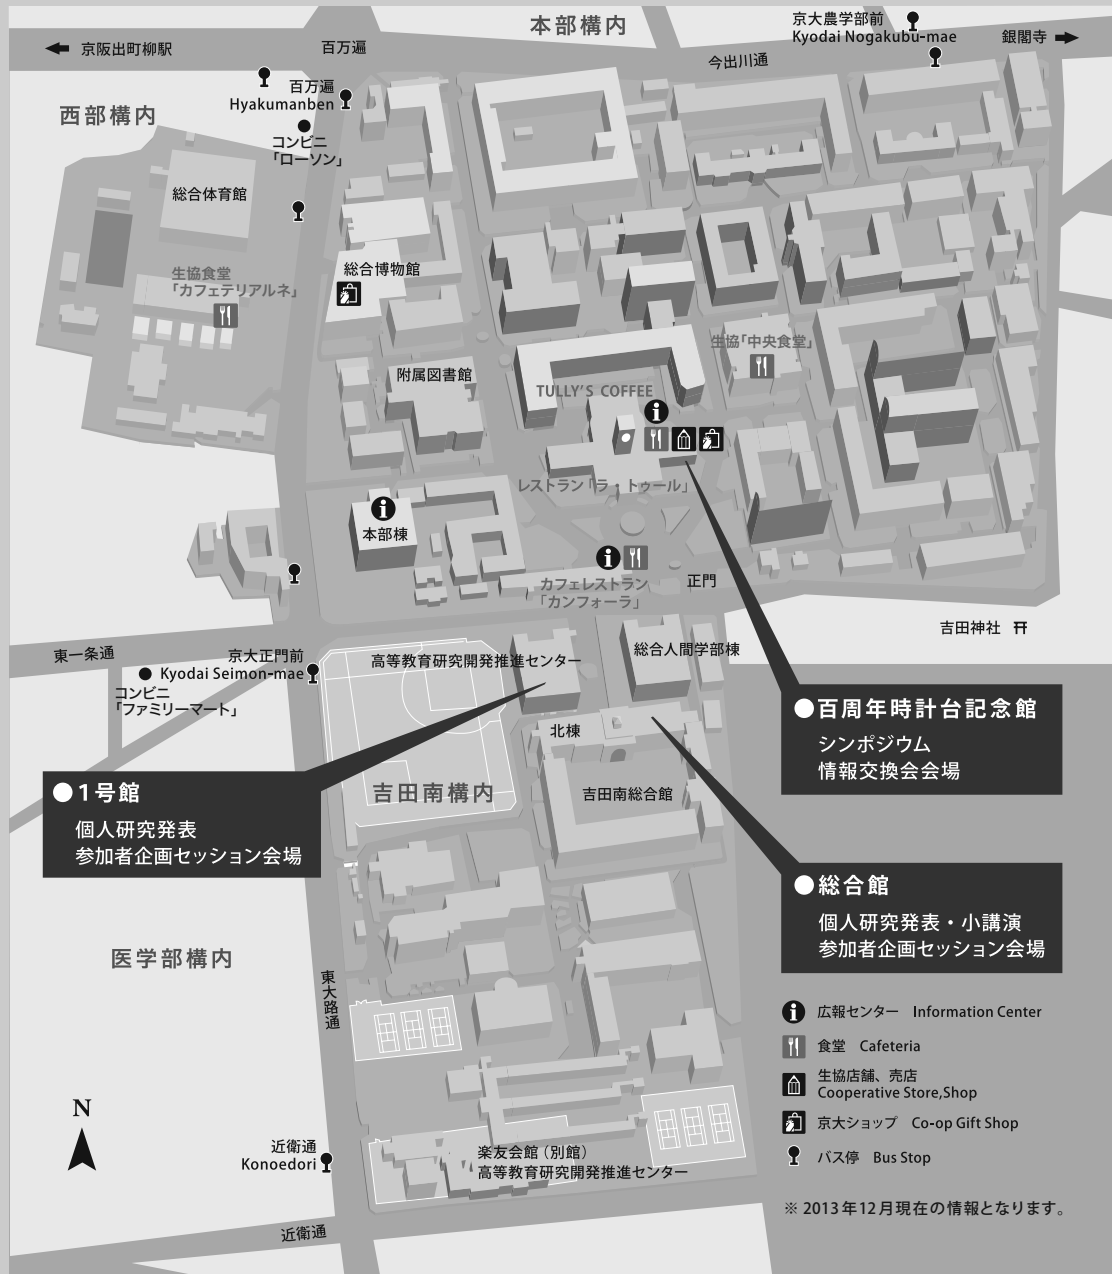 本部構内
京大農学部前
Kyodai Nogakubu-mae
京阪出町柳駅
百万遍
今出川通
銀閣寺
百万遍
Hyakumanben
西部構内
コンビニ
「ローソン」
総合体育館
総合博物館
生協食堂
「カフェテリアルネ」
生協「中央食堂」
附属図書館
TULLY'S COFFEE
レストラン「ラ・トゥール」
本部棟
カフェレストラン
「カンフォーラ」
正門
吉田神社
東一条通
京大正門前
Kyodai Seimon-mae
コンビニ
「ファミリーマート」
高等教育研究開発推進センター
総合人間学部棟
●百周年時計台記念館
シンポジウム
情報交換会会場
北棟
●1号館
個人研究発表
参加者企画セッション会場
吉田南構内
吉田南総合館
●総合館
個人研究発表・小講演
参加者企画セッション会場
医学部構内
東大路通
広報センター Information Center
食堂 Cafeteria
生協店舗、売店
Cooperative Store,Shop
京大ショップ Co-op Gift Shop
バス停 Bus Stop
N
近衛通
Konoedori
楽友会館（別館）
高等教育研究開発推進センター
※ 2013年12月現在の情報となります。
近衛通